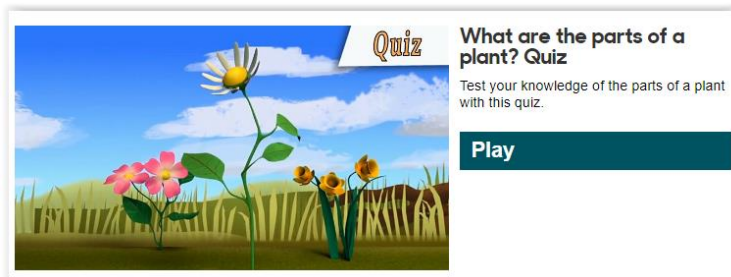 Quiz
What are the parts of a
plant? Quiz
Test your knowledge of the parts of a plant
with this quiz.
Play